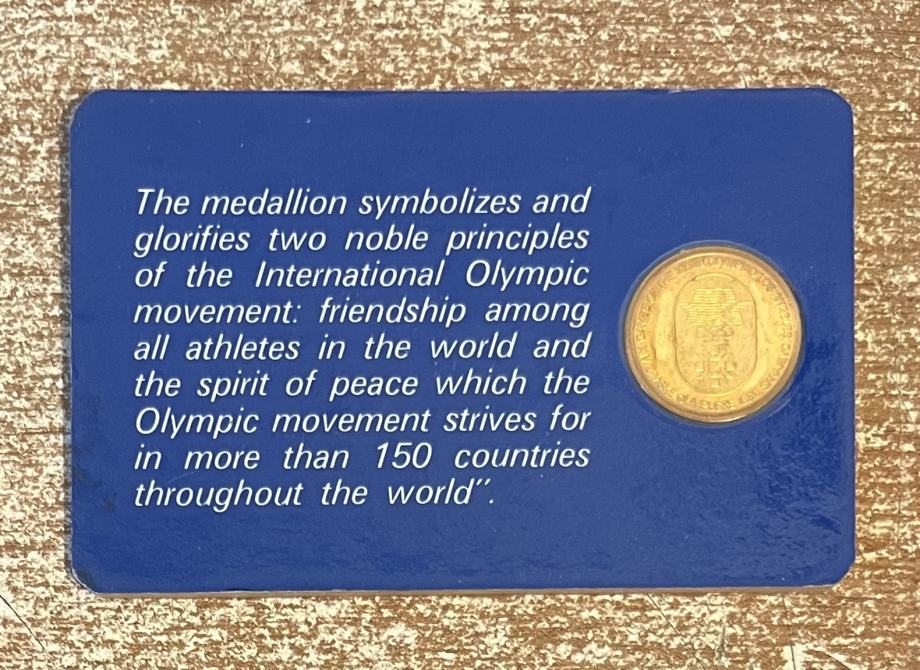 The medallion symbolizes and
glorifies two noble principles
of the International Olympic
movement: friendship among
all athletes in the world and
the spirit of peace which the
Olympic movement strives for
in more than 150 countries
throughout the world”.